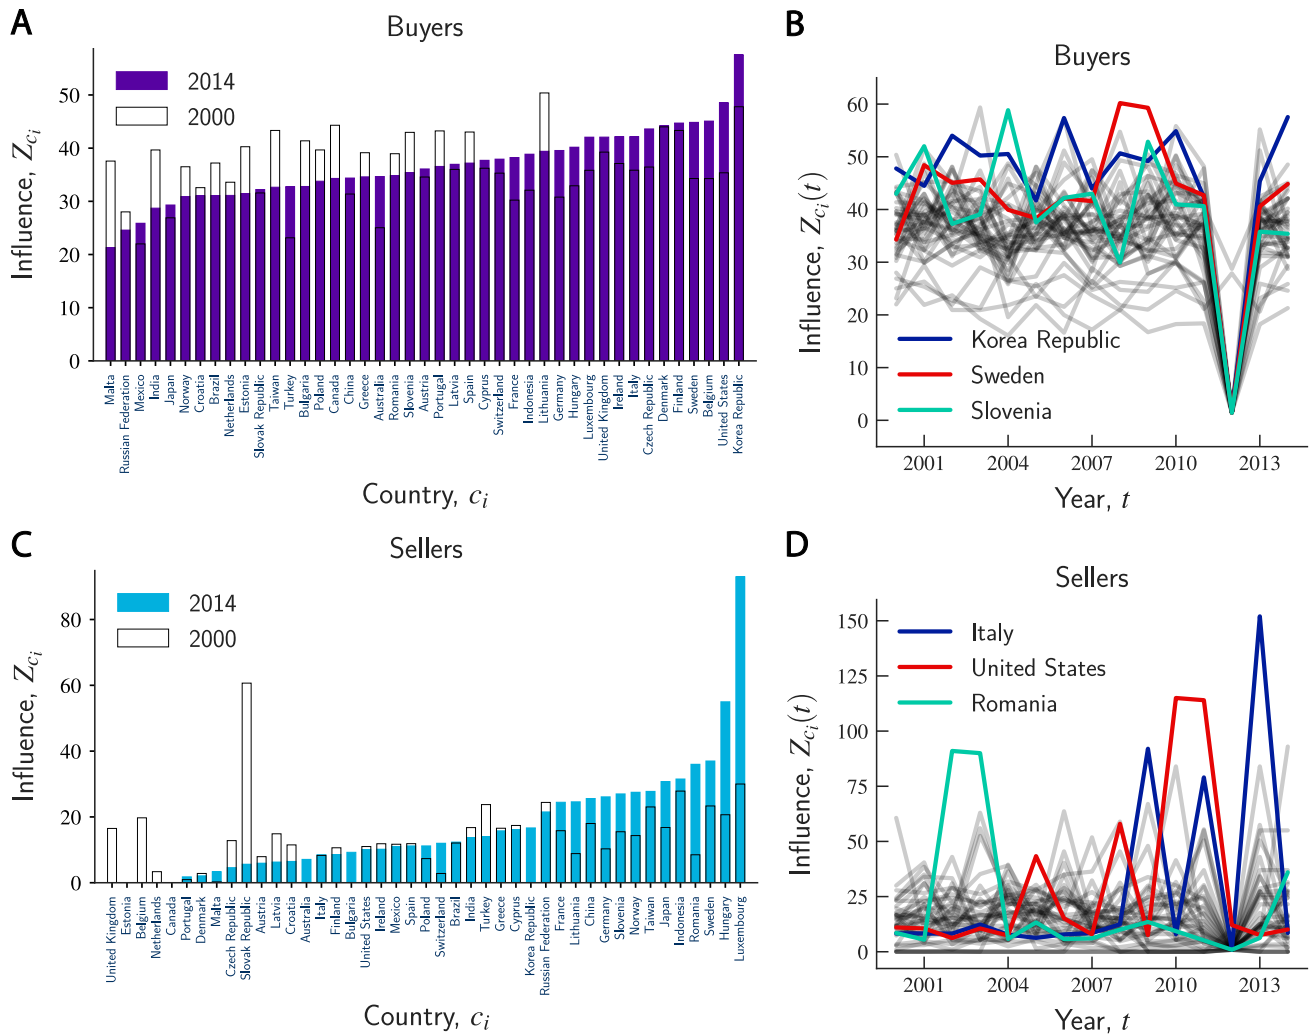 A
Buyers
2014
2000
Influence, Z_{c_i}
50
40
30
20
10
0
Malta
Russian Federation
Mexico
India
Japan
Norway
Croatia
Brazil
Netherlands
Estonia
Slovak Republic
Taiwan
Turkey
Bulgaria
Poland
Canada
China
Greece
Australia
Romania
Slovenia
Austria
Portugal
Latvia
Spain
Cyprus
Switzerland
France
Indonesia
Lithuania
Germany
Hungary
Luxembourg
United Kingdom
Ireland
Italy
Czech Republic
Denmark
Finland
Sweden
Belgium
United States
Korea Republic
Country, c_i
B
Buyers
Influence, Z_{c_i}(t)
60
50
40
30
20
10
0
Korea Republic
Sweden
Slovenia
2001
2004
2007
2010
2013
Year, t
C
Sellers
2014
2000
Influence, Z_{c_i}
80
60
40
20
0
United Kingdom
Estonia
Belgium
Netherlands
Canada
Portugal
Denmark
Malta
Czech Republic
Slovak Republic
Austria
Latvia
Croatia
Australia
Italy
Finland
Bulgaria
United States
Ireland
Mexico
Spain
Poland
Switzerland
Brazil
India
Turkey
Greece
Cyprus
Korea Republic
Russian Federation
France
Lithuania
China
Germany
Slovenia
Norway
Taiwan
Japan
Indonesia
Romania
Sweden
Hungary
Luxembourg
Country, c_i
D
Sellers
Influence, Z_{c_i}(t)
150
125
100
75
50
25
0
Italy
United States
Romania
2001
2004
2007
2010
2013
Year, t